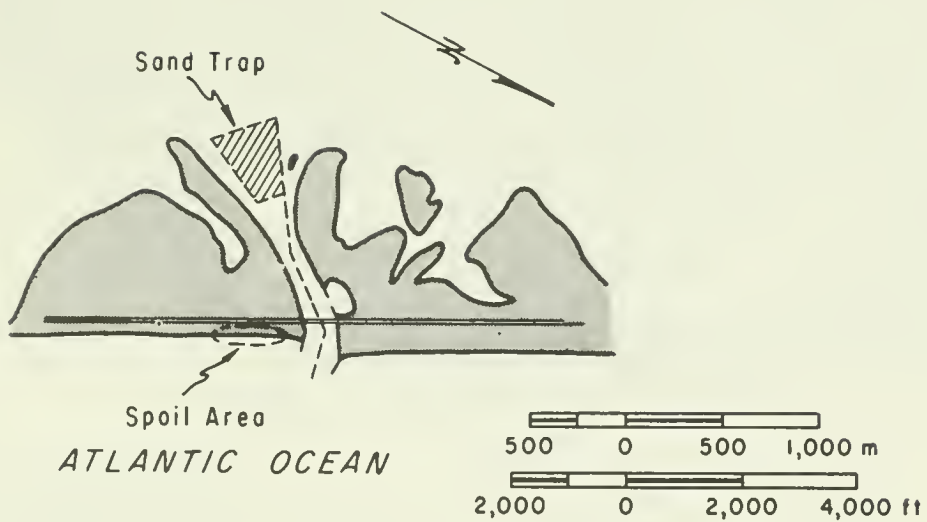 N
Sand Trap
Spoil Area
ATLANTIC OCEAN
500 0 500 1,000 m
2,000 0 2,000 4,000 ft